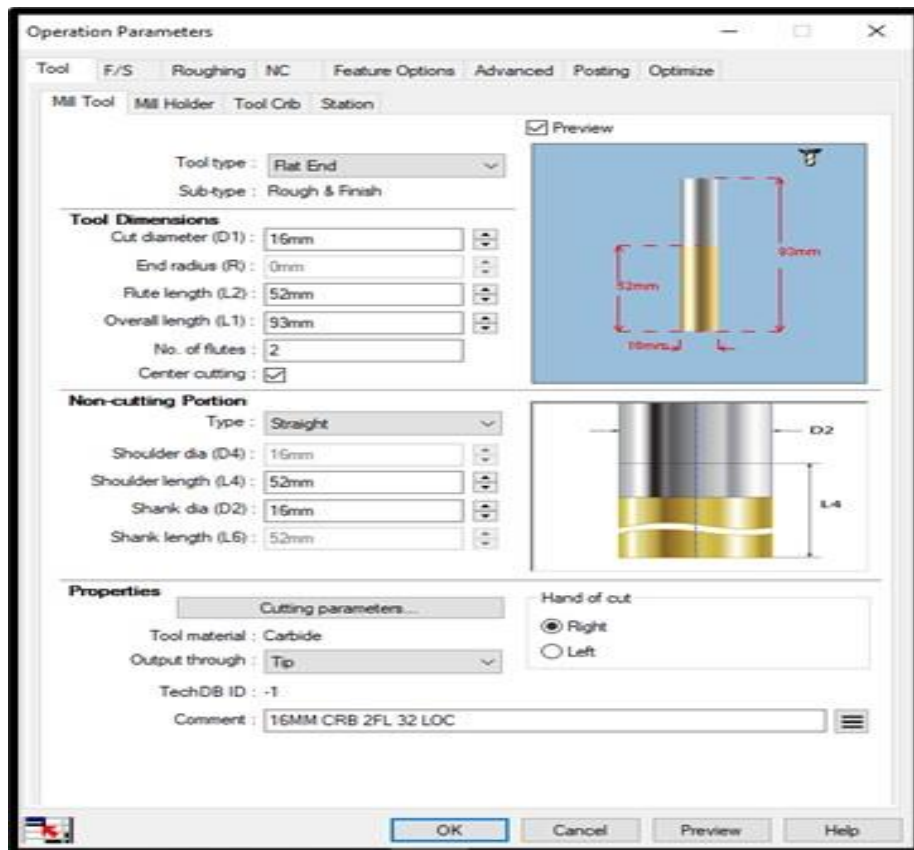 Operation Parameters
Tool F/S Roughing NC Feature Options Advanced Posting Optimize
Mill Tool Mill Holder Tool Crib Station
Preview
Tool type : Flat End
Sub-type : Rough & Finish
Tool Dimensions
Cut diameter (D1) : 16mm
End radius (R) : 0mm
Flute length (L2) : 52mm
Overall length (L1) : 93mm
No. of flutes : 2
Center cutting :
93mm
52mm
16mm
Non-cutting Portion
Type : Straight
Shoulder dia (D4) : 16mm
Shoulder length (L4) : 52mm
Shank dia (D2) : 16mm
Shank length (L6) : 52mm
D2
L4
Properties
Cutting parameters...
Tool material : Carbide
Output through : Tip
TechDB ID : -1
Comment : 16MM CRB 2FL 32 LOC
Hand of cut
Right
Left
OK Cancel Preview Help